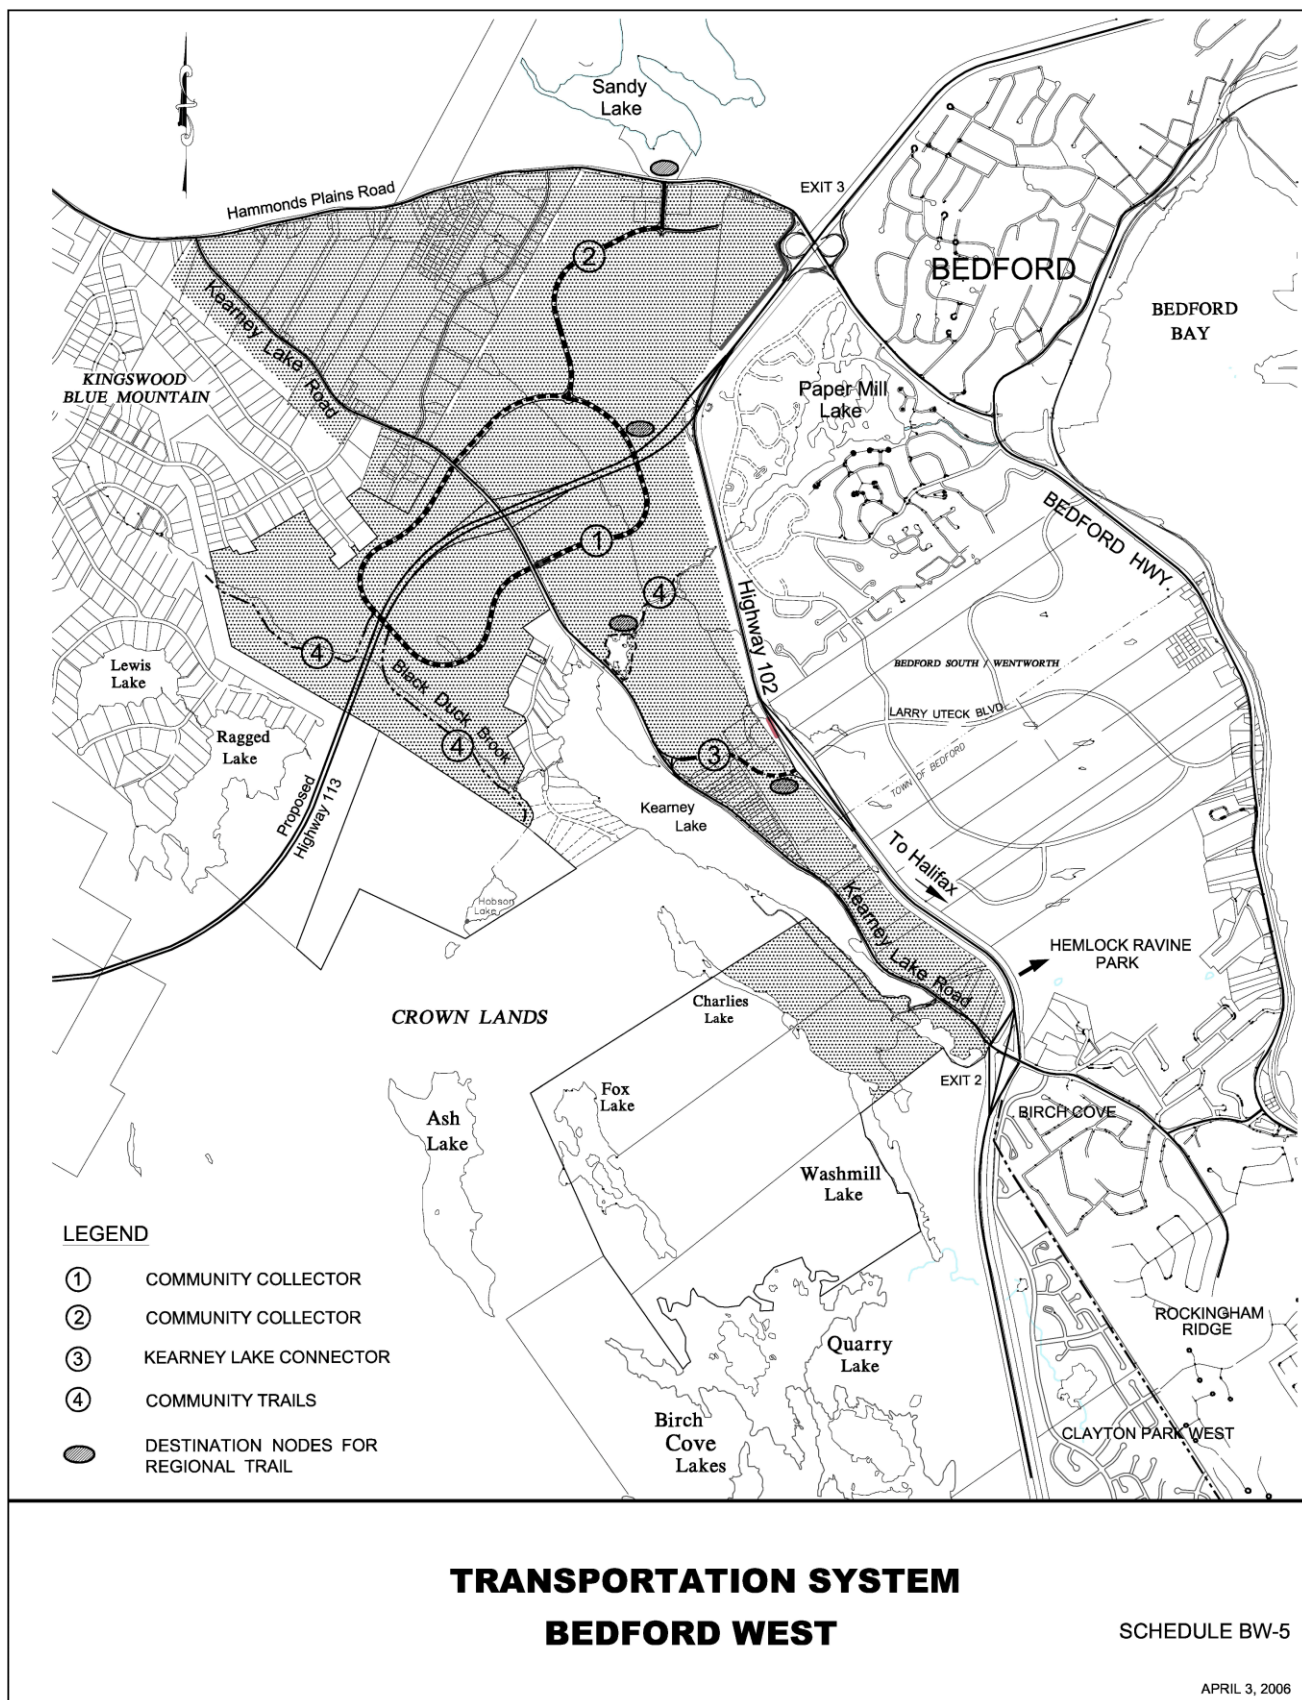 Sandy
Lake
EXIT 3
Hammonds Plains Road
2
BEDFORD
BEDFORD
BAY
Kearney Lake Road
KINGSWOOD
BLUE MOUNTAIN
Paper Mill
Lake
BEDFORD HWY.
1
4
Highway 102
4
Lewis
Lake
BEDFORD SOUTH / WENTWORTH
Black Duck Brook
LARRY UTECK BLVD.
Ragged
Lake
4
3
TOWN OF BEDFORD
Proposed
Highway 113
Kearney
Lake
To Halifax
Hobson
Lake
Kearney Lake Road
HEMLOCK RAVINE
PARK
CROWN LANDS
Charlies
Lake
EXIT 2
Fox
Lake
Ash
Lake
BIRCH COVE
Washmill
Lake
LEGEND
1 COMMUNITY COLLECTOR
2 COMMUNITY COLLECTOR
3 KEARNEY LAKE CONNECTOR
4 COMMUNITY TRAILS
DESTINATION NODES FOR
REGIONAL TRAIL
ROCKINGHAM
RIDGE
Quarry
Lake
Birch
Cove
Lakes
CLAYTON PARK WEST
TRANSPORTATION SYSTEM
BEDFORD WEST
SCHEDULE BW-5
APRIL 3, 2006